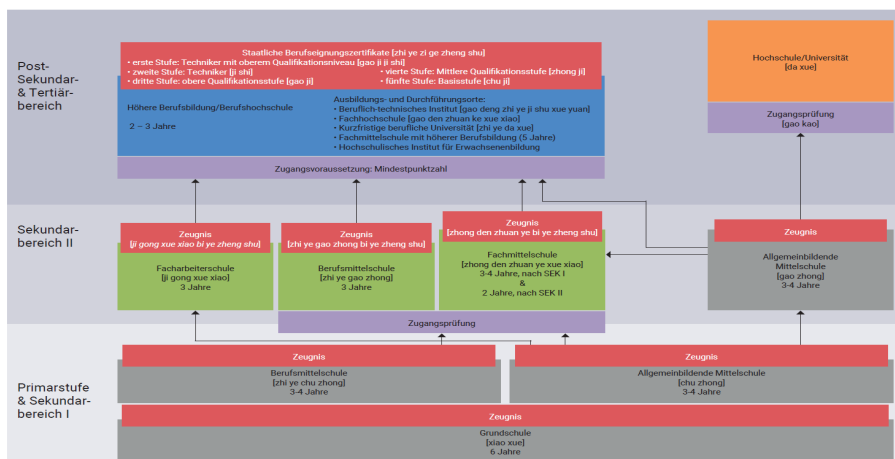 Post-
Sekundar-
& Tertiär-
bereich
Staatliche Berufseignungszertifikate [zhi ye zi ge zheng shu]
• erste Stufe: Techniker mit oberem Qualifikationsniveau [gao ji ji shi]
• zweite Stufe: Techniker [ji shi]
• dritte Stufe: obere Qualifikationsstufe [gao ji]
• vierte Stufe: Mittlere Qualifikationsstufe [zhong ji]
• fünfte Stufe: Basisstufe [chu ji]
Höhere Berufsbildung/Berufshochschule
2 – 3 Jahre
Ausbildungs- und Durchführungsorte:
• Beruflich-technisches Institut [gao deng zhi ye ji shu xue yuan]
• Fachhochschule [gao den zhuan ke xue xiao]
• Kurzfristige berufliche Universität [zhi ye da xue]
• Fachmittelschule mit höherer Berufsbildung (5 Jahre)
• Hochschulisches Institut für Erwachsenenbildung
Zugangsvoraussetzung: Mindestpunktzahl
Hochschule/Universität
[da xue]
Zugangsprüfung
[gao kao]
Sekundar-
bereich II
Zeugnis
[ji gong xue xiao bi ye zheng shu]
Facharbeiterschule
[ji gong xue xiao]
3 Jahre
Zeugnis
[zhi ye gao zhong bi ye zheng shu]
Berufsmittelschule
[zhi ye gao zhong]
3 Jahre
Zeugnis
[zhong den zhuan ye bi ye zheng shu]
Fachmittelschule
[zhong den zhuan ye xue xiao]
3-4 Jahre, nach SEK I
&
2 Jahre, nach SEK II
Zeugnis
Allgemeinbildende
Mittelschule
[gao zhong]
3-4 Jahre
Zugangsprüfung
Primarstufe
& Sekundar-
bereich I
Zeugnis
Berufsmittelschule
[zhi ye chu zhong]
3-4 Jahre
Zeugnis
Allgemeinbildende Mittelschule
[chu zhong]
3-4 Jahre
Zeugnis
Grundschule
[xiao xue]
6 Jahre